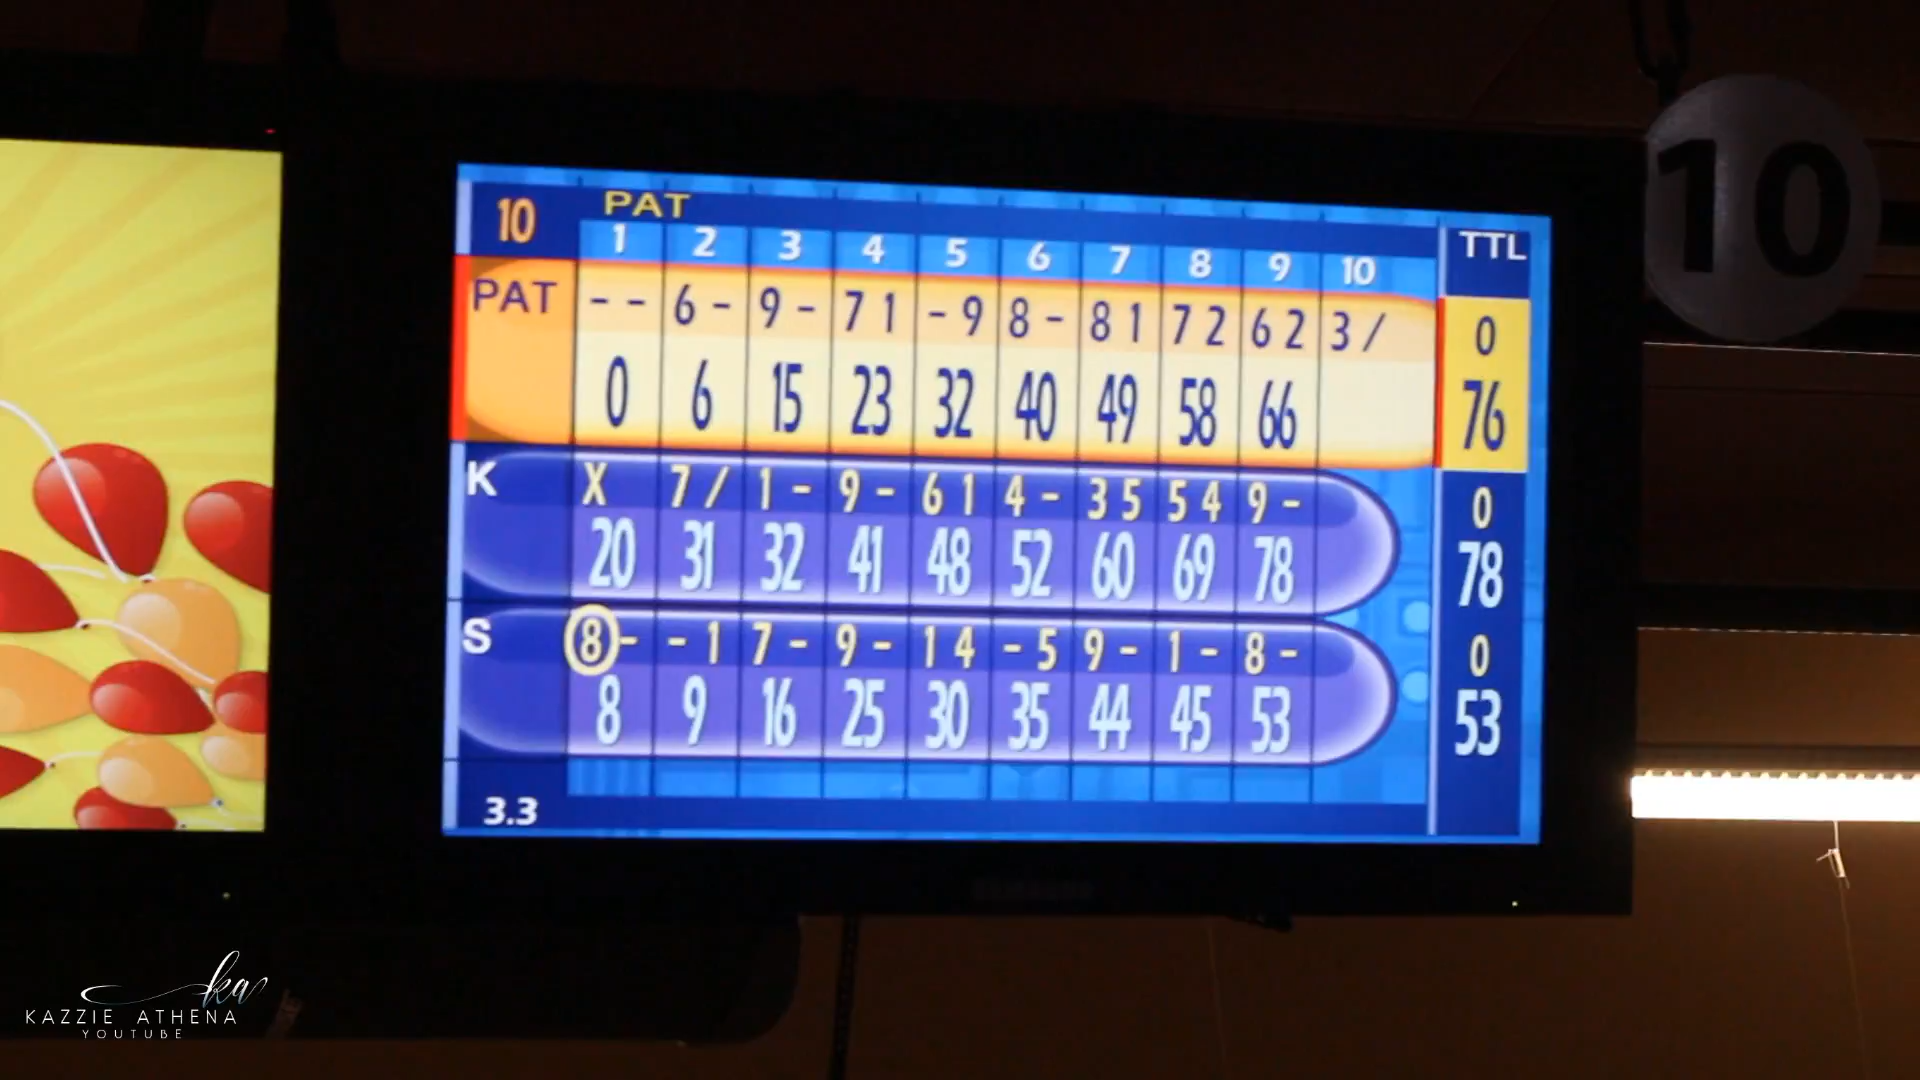 10 PAT
1 2 3 4 5 6 7 8 9 10 TTL
PAT - - 6 - 9 - 7 1 - 9 8 - 8 1 7 2 6 2 3 / 0
0 6 15 23 32 40 49 58 66 76
K X 7 / 1 - 9 - 6 1 4 - 3 5 5 4 9 - 0
20 31 32 41 48 52 60 69 78 78
S 8 - - 1 7 - 9 - 1 4 - 5 9 - 1 - 8 - 0
8 9 16 25 30 35 44 45 53 53
3.3
10
ka
KAZZIE ATHENA
YOUTUBE